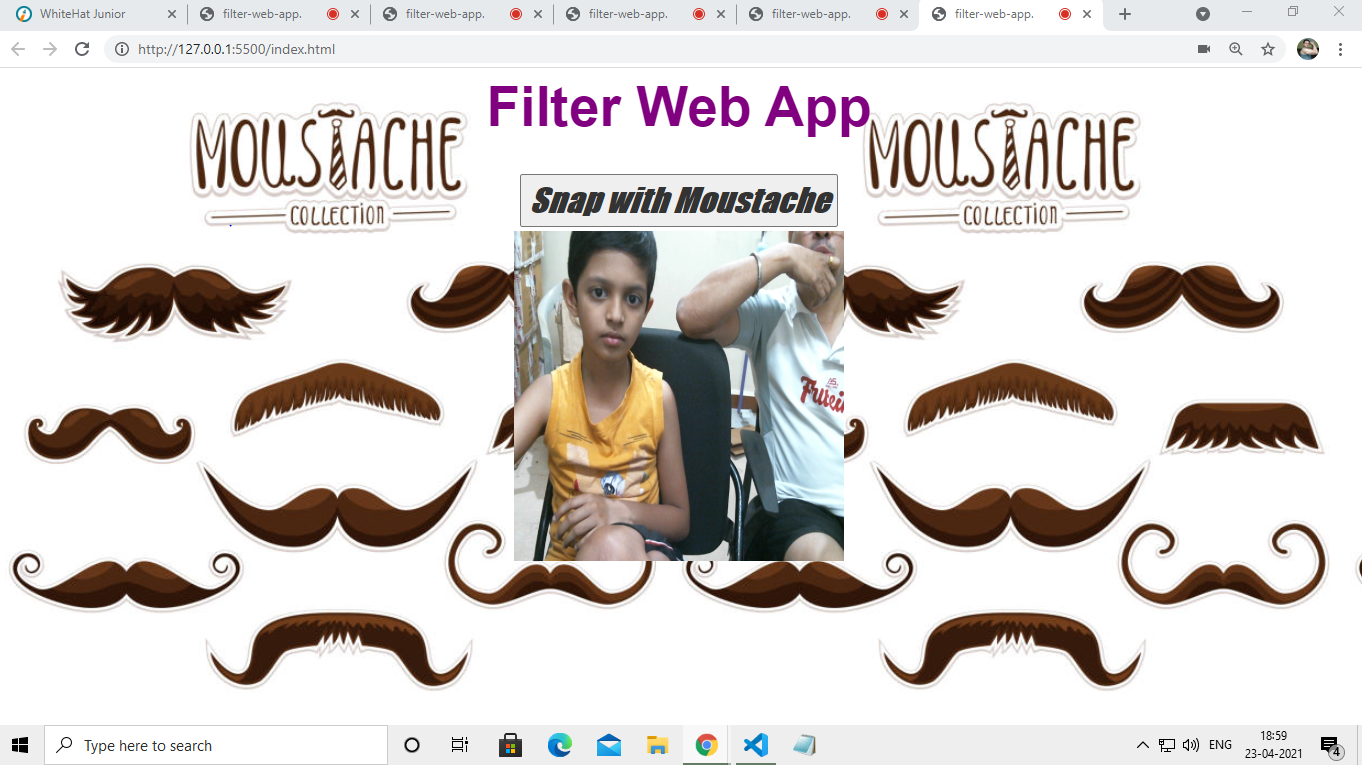 WhiteHat Junior
filter-web-app.
filter-web-app.
filter-web-app.
filter-web-app.
filter-web-app.
http://127.0.0.1:5500/index.html
Filter Web App
MOUSTACHE
COLLECTION
MOUSTACHE
COLLECTION
Snap with Moustache
Type here to search
ENG
18:59
23-04-2021
4